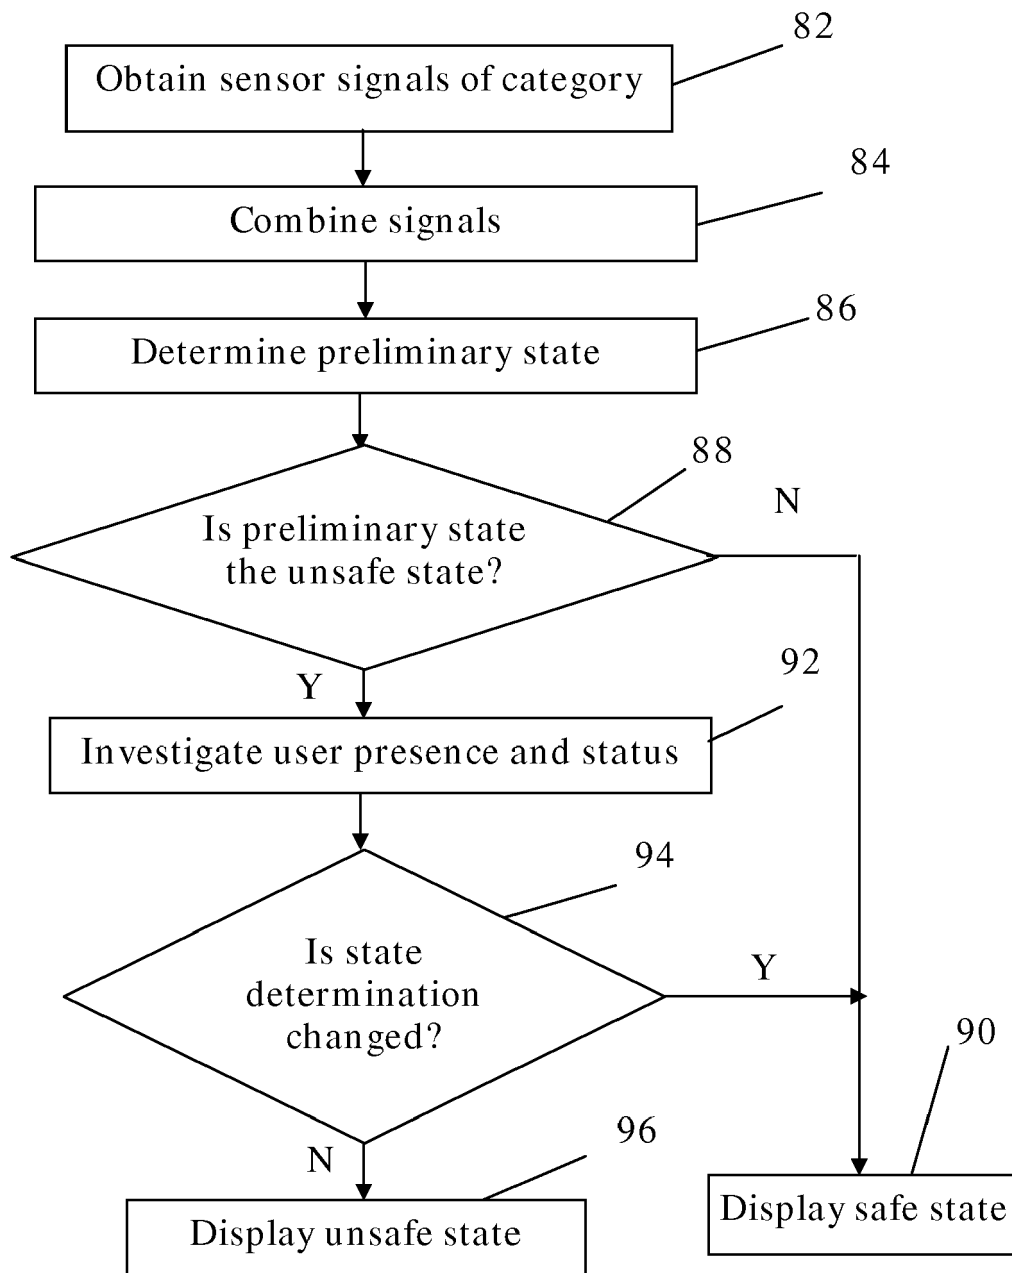 82
Obtain sensor signals of category
84
Combine signals
86
Determine preliminary state
88
N
Is preliminary state
the unsafe state?
92
Y
Investigate user presence and status
94
Is state
determination
changed?
Y
90
96
N
Display safe state
Display unsafe state